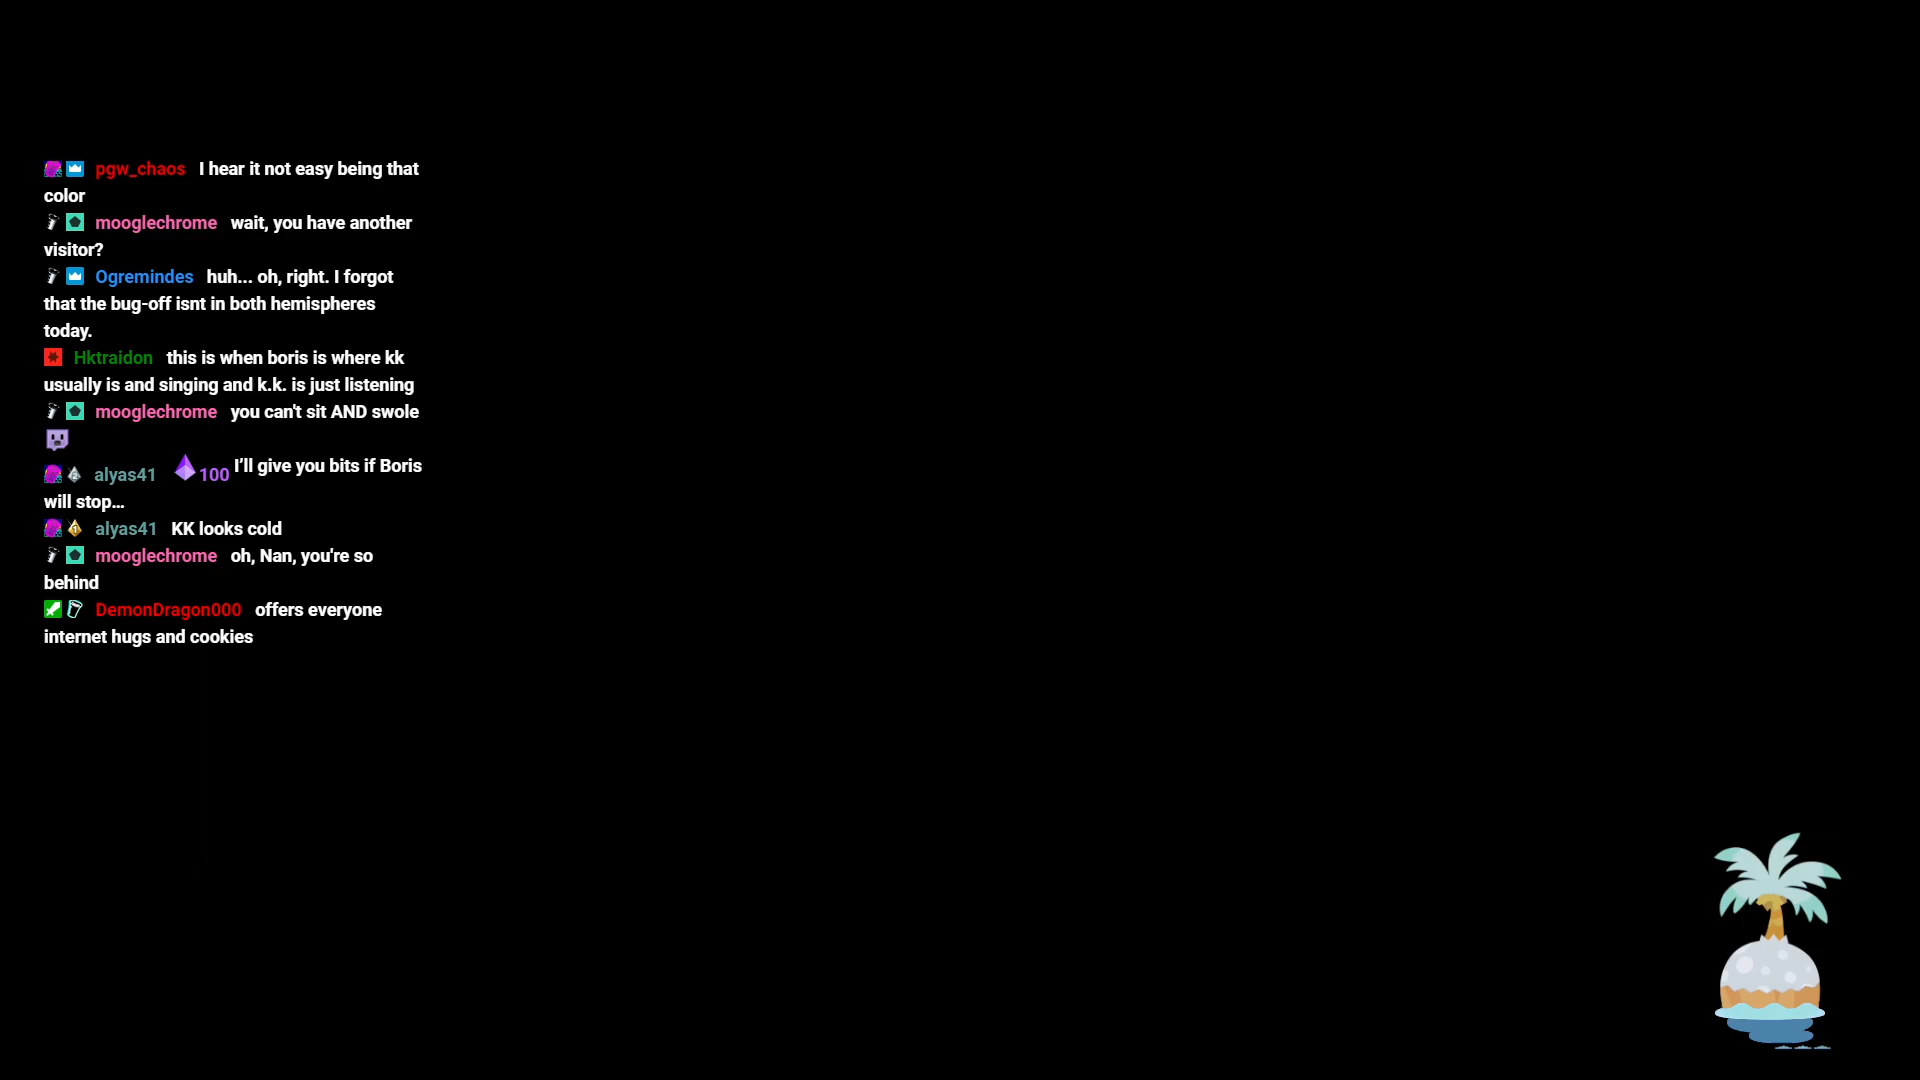 pgw_chaos I hear it not easy being that
color
mooglechrome wait, you have another
visitor?
Ogremindes huh... oh, right. I forgot
that the bug-off isnt in both hemispheres
today.
Hktraidon this is when boris is where kk
usually is and singing and k.k. is just listening
mooglechrome you can't sit AND swole
alyas41 100 I’ll give you bits if Boris
will stop...
alyas41 KK looks cold
mooglechrome oh, Nan, you're so
behind
DemonDragon000 offers everyone
internet hugs and cookies